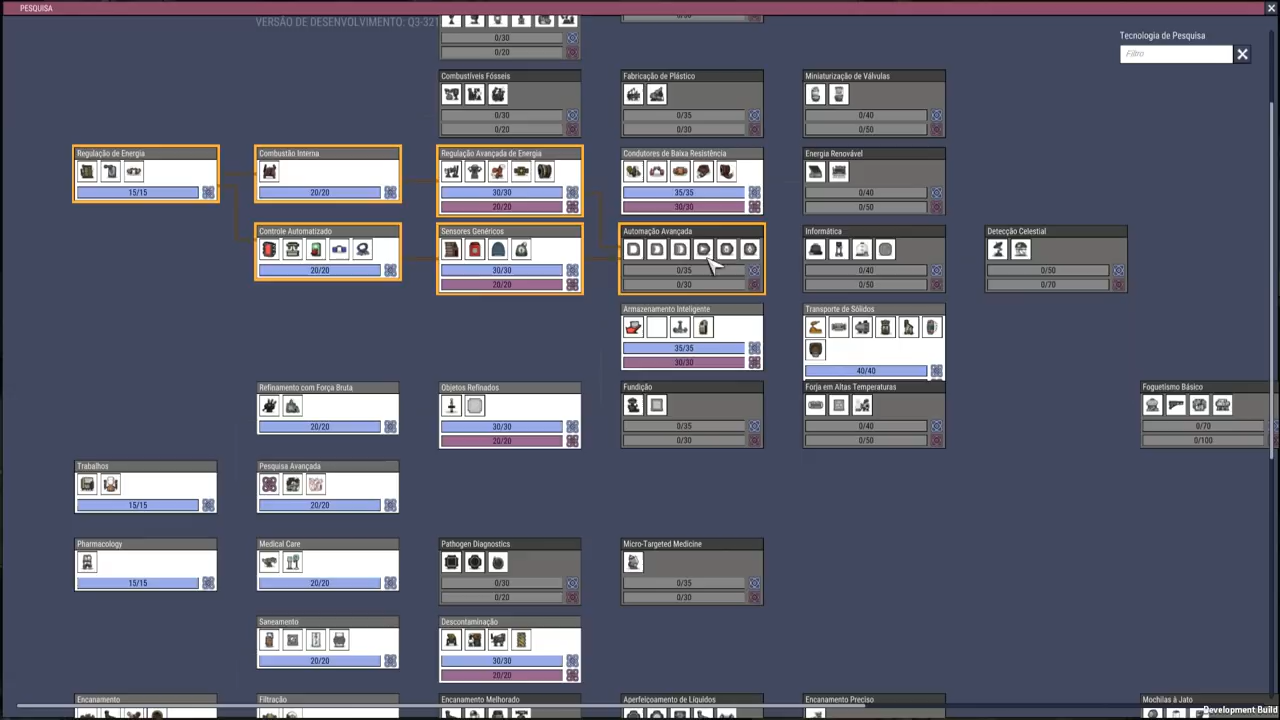 PESQUISA
VERSÃO DE DESENVOLVIMENTO: Q3-321
Tecnologia de Pesquisa
Filtro
0/30
0/20
Combustíveis Fósseis
0/30
0/20
Fabricação de Plástico
0/35
0/30
Miniaturização de Válvulas
0/40
0/50
Regulação de Energia
15/15
Combustão Interna
20/20
Regulação Avançada de Energia
30/30
20/20
Condutores de Baixa Resistência
35/35
30/30
Energia Renovável
0/40
0/50
Controle Automatizado
20/20
Sensores Genéricos
30/30
20/20
Automação Avançada
0/35
0/30
Informática
0/40
0/50
Detecção Celestial
0/50
0/70
Armazenamento Inteligente
35/35
30/30
Transporte de Sólidos
40/40
Refinamento com Força Bruta
20/20
Objetos Refinados
30/30
20/20
Fundição
0/35
0/30
Forja em Altas Temperaturas
0/40
0/50
Foguetismo Básico
0/70
0/100
Trabalhos
15/15
Pesquisa Avançada
20/20
Pharmacology
15/15
Medical Care
20/20
Pathogen Diagnostics
0/30
0/20
Micro-Targeted Medicine
0/35
0/30
Saneamento
20/20
Descontaminação
30/30
20/20
Encanamento
Filtração
Encanamento Melhorado
Aperfeiçoamento de Líquidos
Encanamento Preciso
Mochilas à Jato
Development Build